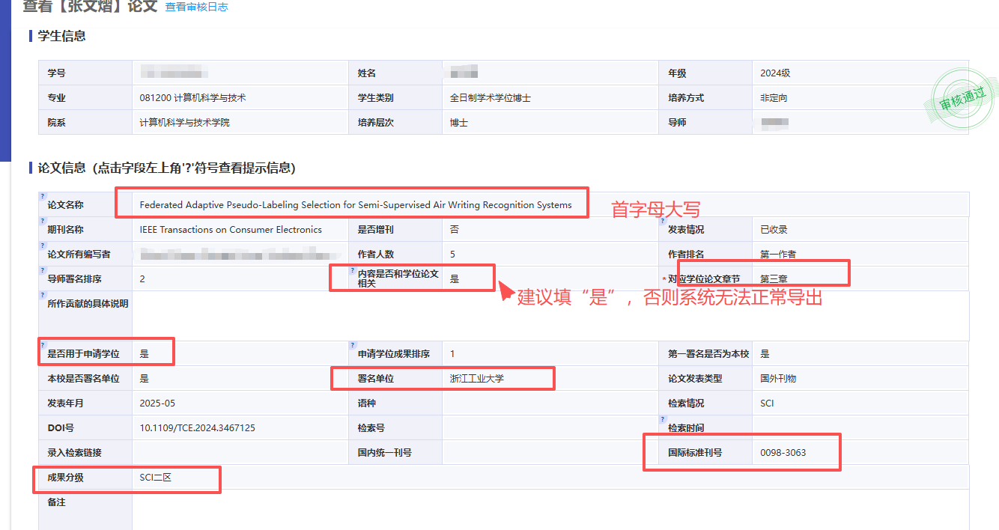 查看【张文熠】论文 查看审核日志
学生信息
学号 姓名 年级 2024级
专业 081200 计算机科学与技术 学生类别 全日制学术学位博士 培养方式 非定向
院系 计算机科学与技术学院 培养层次 博士 导师
审核通过
论文信息（点击字段左上角'?'符号查看提示信息）
? 论文名称 Federated Adaptive Pseudo-Labeling Selection for Semi-Supervised Air Writing Recognition Systems
首字母大写
? 期刊名称 IEEE Transactions on Consumer Electronics 是否增刊 否 ? 发表情况 已收录
? 论文所有编写者 作者人数 5 作者排名 第一作者
? 导师署名排序 2 ? 内容是否和学位论文相关 是 * 对应学位论文章节 第三章
建议填“是”，否则系统无法正常导出
? 所作贡献的具体说明
? 是否用于申请学位 是 ? 申请学位成果排序 1 第一署名是否为本校 是
本校是否署名单位 是 署名单位 浙江工业大学 论文发表类型 国外刊物
发表年月 2025-05 语种 检索情况 SCI
DOI号 10.1109/TCE.2024.3467125 检索号 ? 检索时间
录入检索链接 国内统一刊号 国际标准刊号 0098-3063
成果分级 SCI二区
备注